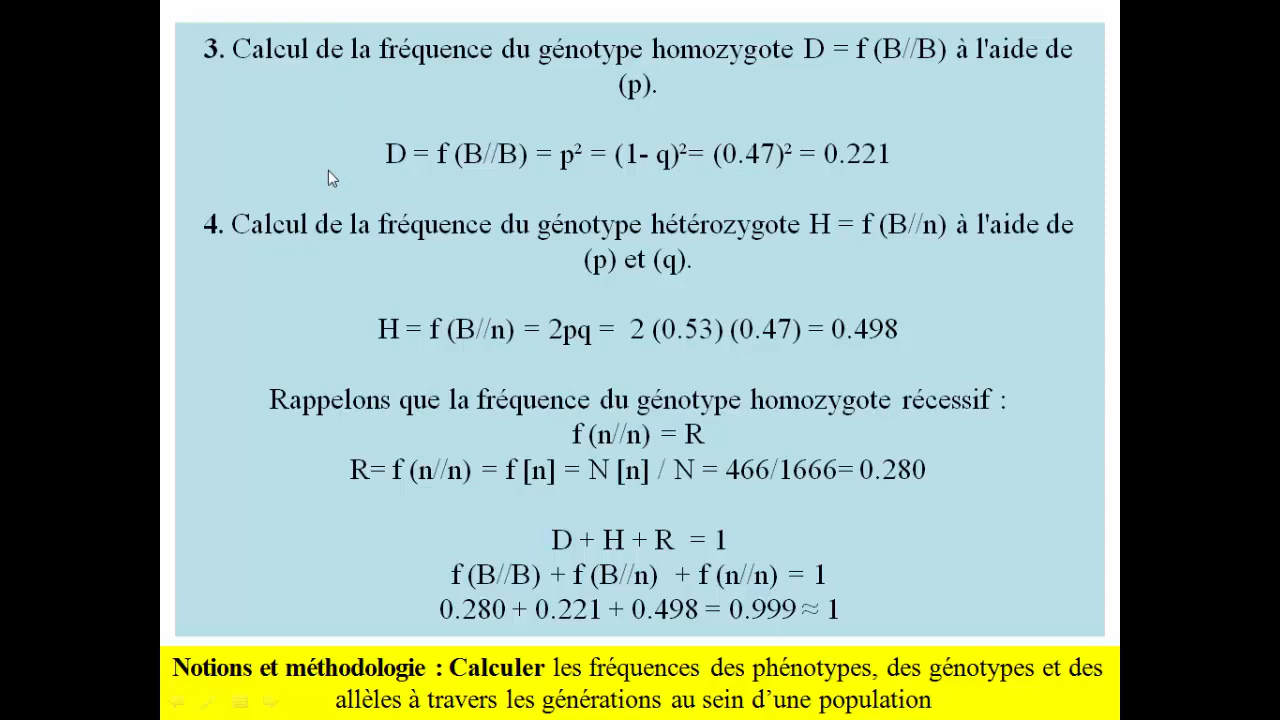 3. Calcul de la fréquence du génotype homozygote D = f (B//B) à l'aide de
(p).
D = f (B//B) = p² = (1- q)²= (0.47)² = 0.221
4. Calcul de la fréquence du génotype hétérozygote H = f (B//n) à l'aide de
(p) et (q).
H = f (B//n) = 2pq = 2 (0.53) (0.47) = 0.498
Rappelons que la fréquence du génotype homozygote récessif :
f (n//n) = R
R= f (n//n) = f [n] = N [n] / N = 466/1666= 0.280
D + H + R = 1
f (B//B) + f (B//n) + f (n//n) = 1
0.280 + 0.221 + 0.498 = 0.999 ≈ 1
Notions et méthodologie : Calculer les fréquences des phénotypes, des génotypes et des
allèles à travers les générations au sein d’une population